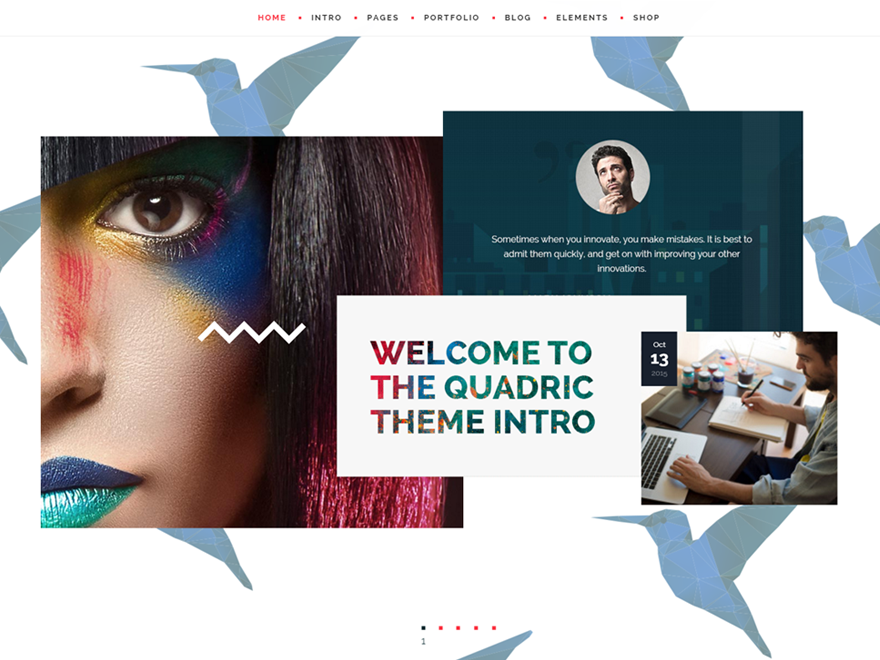 HOME INTRO PAGES PORTFOLIO BLOG ELEMENTS SHOP
Sometimes when you innovate, you make mistakes. It is best to
admit them quickly, and get on with improving your other
innovations.
WELCOME TO
THE QUADRIC
THEME INTRO
Oct
13
2015
1